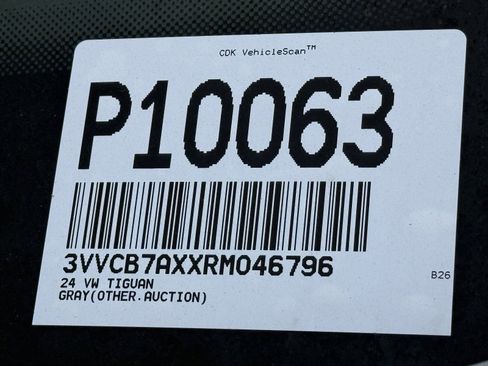 CDK VehicleScan™
P10063
3VVCB7AXXRM046796
B26
24 VW TIGUAN
GRAY(OTHER.AUCTION)